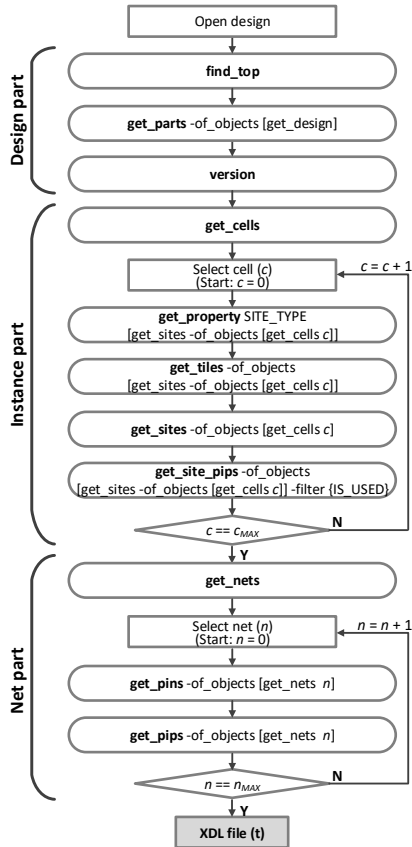 Open design
Design part
find_top
get_parts -of_objects [get_design]
version
Instance part
get_cells
Select cell (c)
(Start: c = 0)
c = c + 1
get_property SITE_TYPE
[get_sites -of_objects [get_cells c]]
get_tiles -of_objects
[get_sites -of_objects [get_cells c]]
get_sites -of_objects [get_cells c]
get_site_pips -of_objects
[get_sites -of_objects [get_cells c]] -filter {IS_USED}
c == cMAX
N
Y
Net part
get_nets
Select net (n)
(Start: n = 0)
n = n + 1
get_pins -of_objects [get_nets n]
get_pips -of_objects [get_nets n]
n == nMAX
N
Y
XDL file (t)